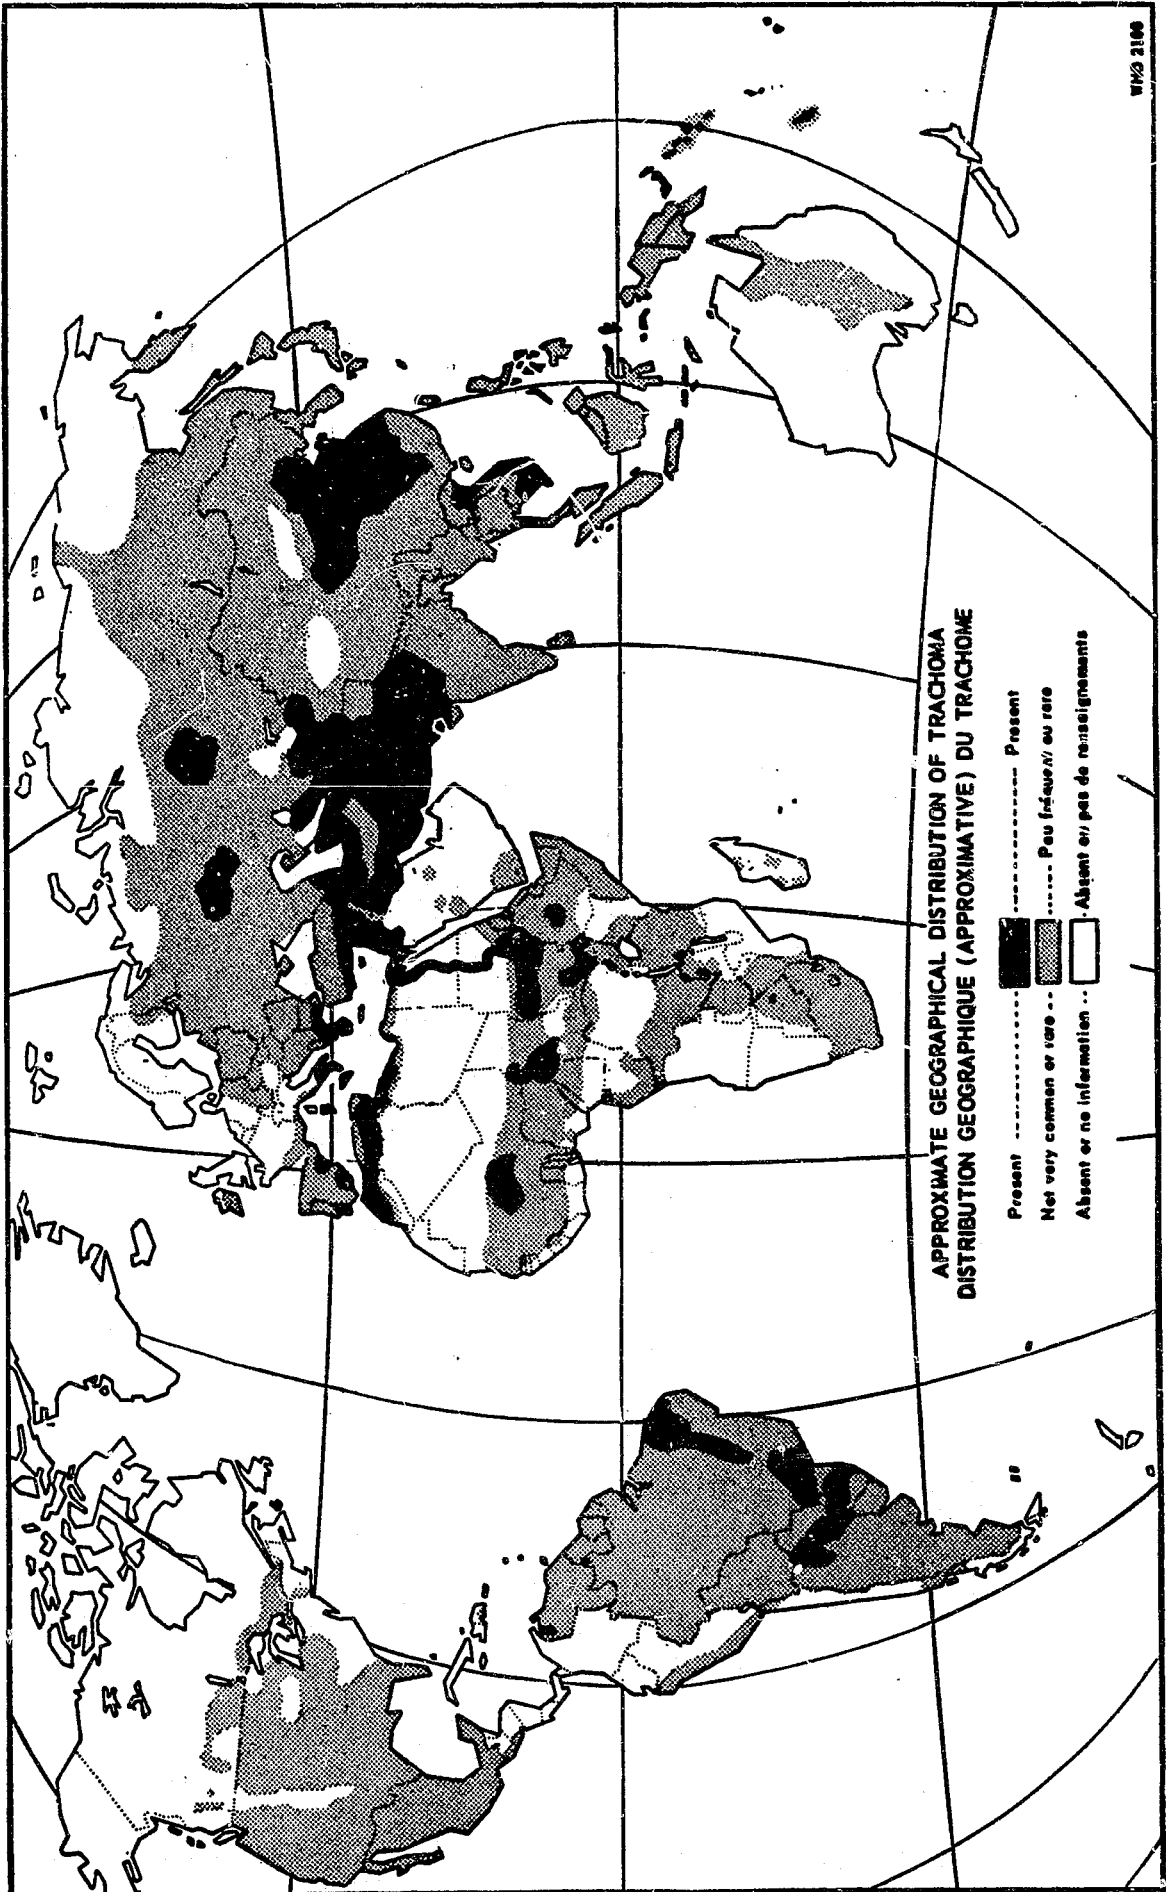 WHO 2188
APPROXIMATE GEOGRAPHICAL DISTRIBUTION OF TRACHOMA
DISTRIBUTION GEOGRAPHIQUE (APPROXIMATIVE) DU TRACHOME
Present Present
Not very common or rare Peu fréquent ou rare
Absent or no information Absent ou pas de renseignements